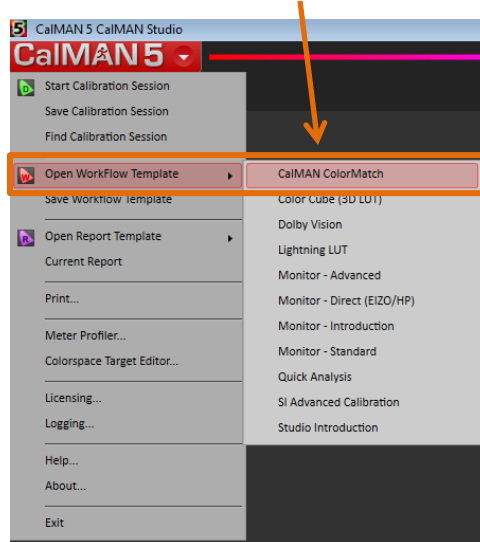 5 CalMAN 5 CalMAN Studio
CalMAN 5
D Start Calibration Session
Save Calibration Session
Find Calibration Session
W Open WorkFlow Template
Save Workflow Template
R Open Report Template
Current Report
Print...
Meter Profiler...
Colorspace Target Editor...
Licensing...
Logging...
Help...
About...
Exit
CalMAN ColorMatch
Color Cube (3D LUT)
Dolby Vision
Lightning LUT
Monitor - Advanced
Monitor - Direct (EIZO/HP)
Monitor - Introduction
Monitor - Standard
Quick Analysis
SI Advanced Calibration
Studio Introduction